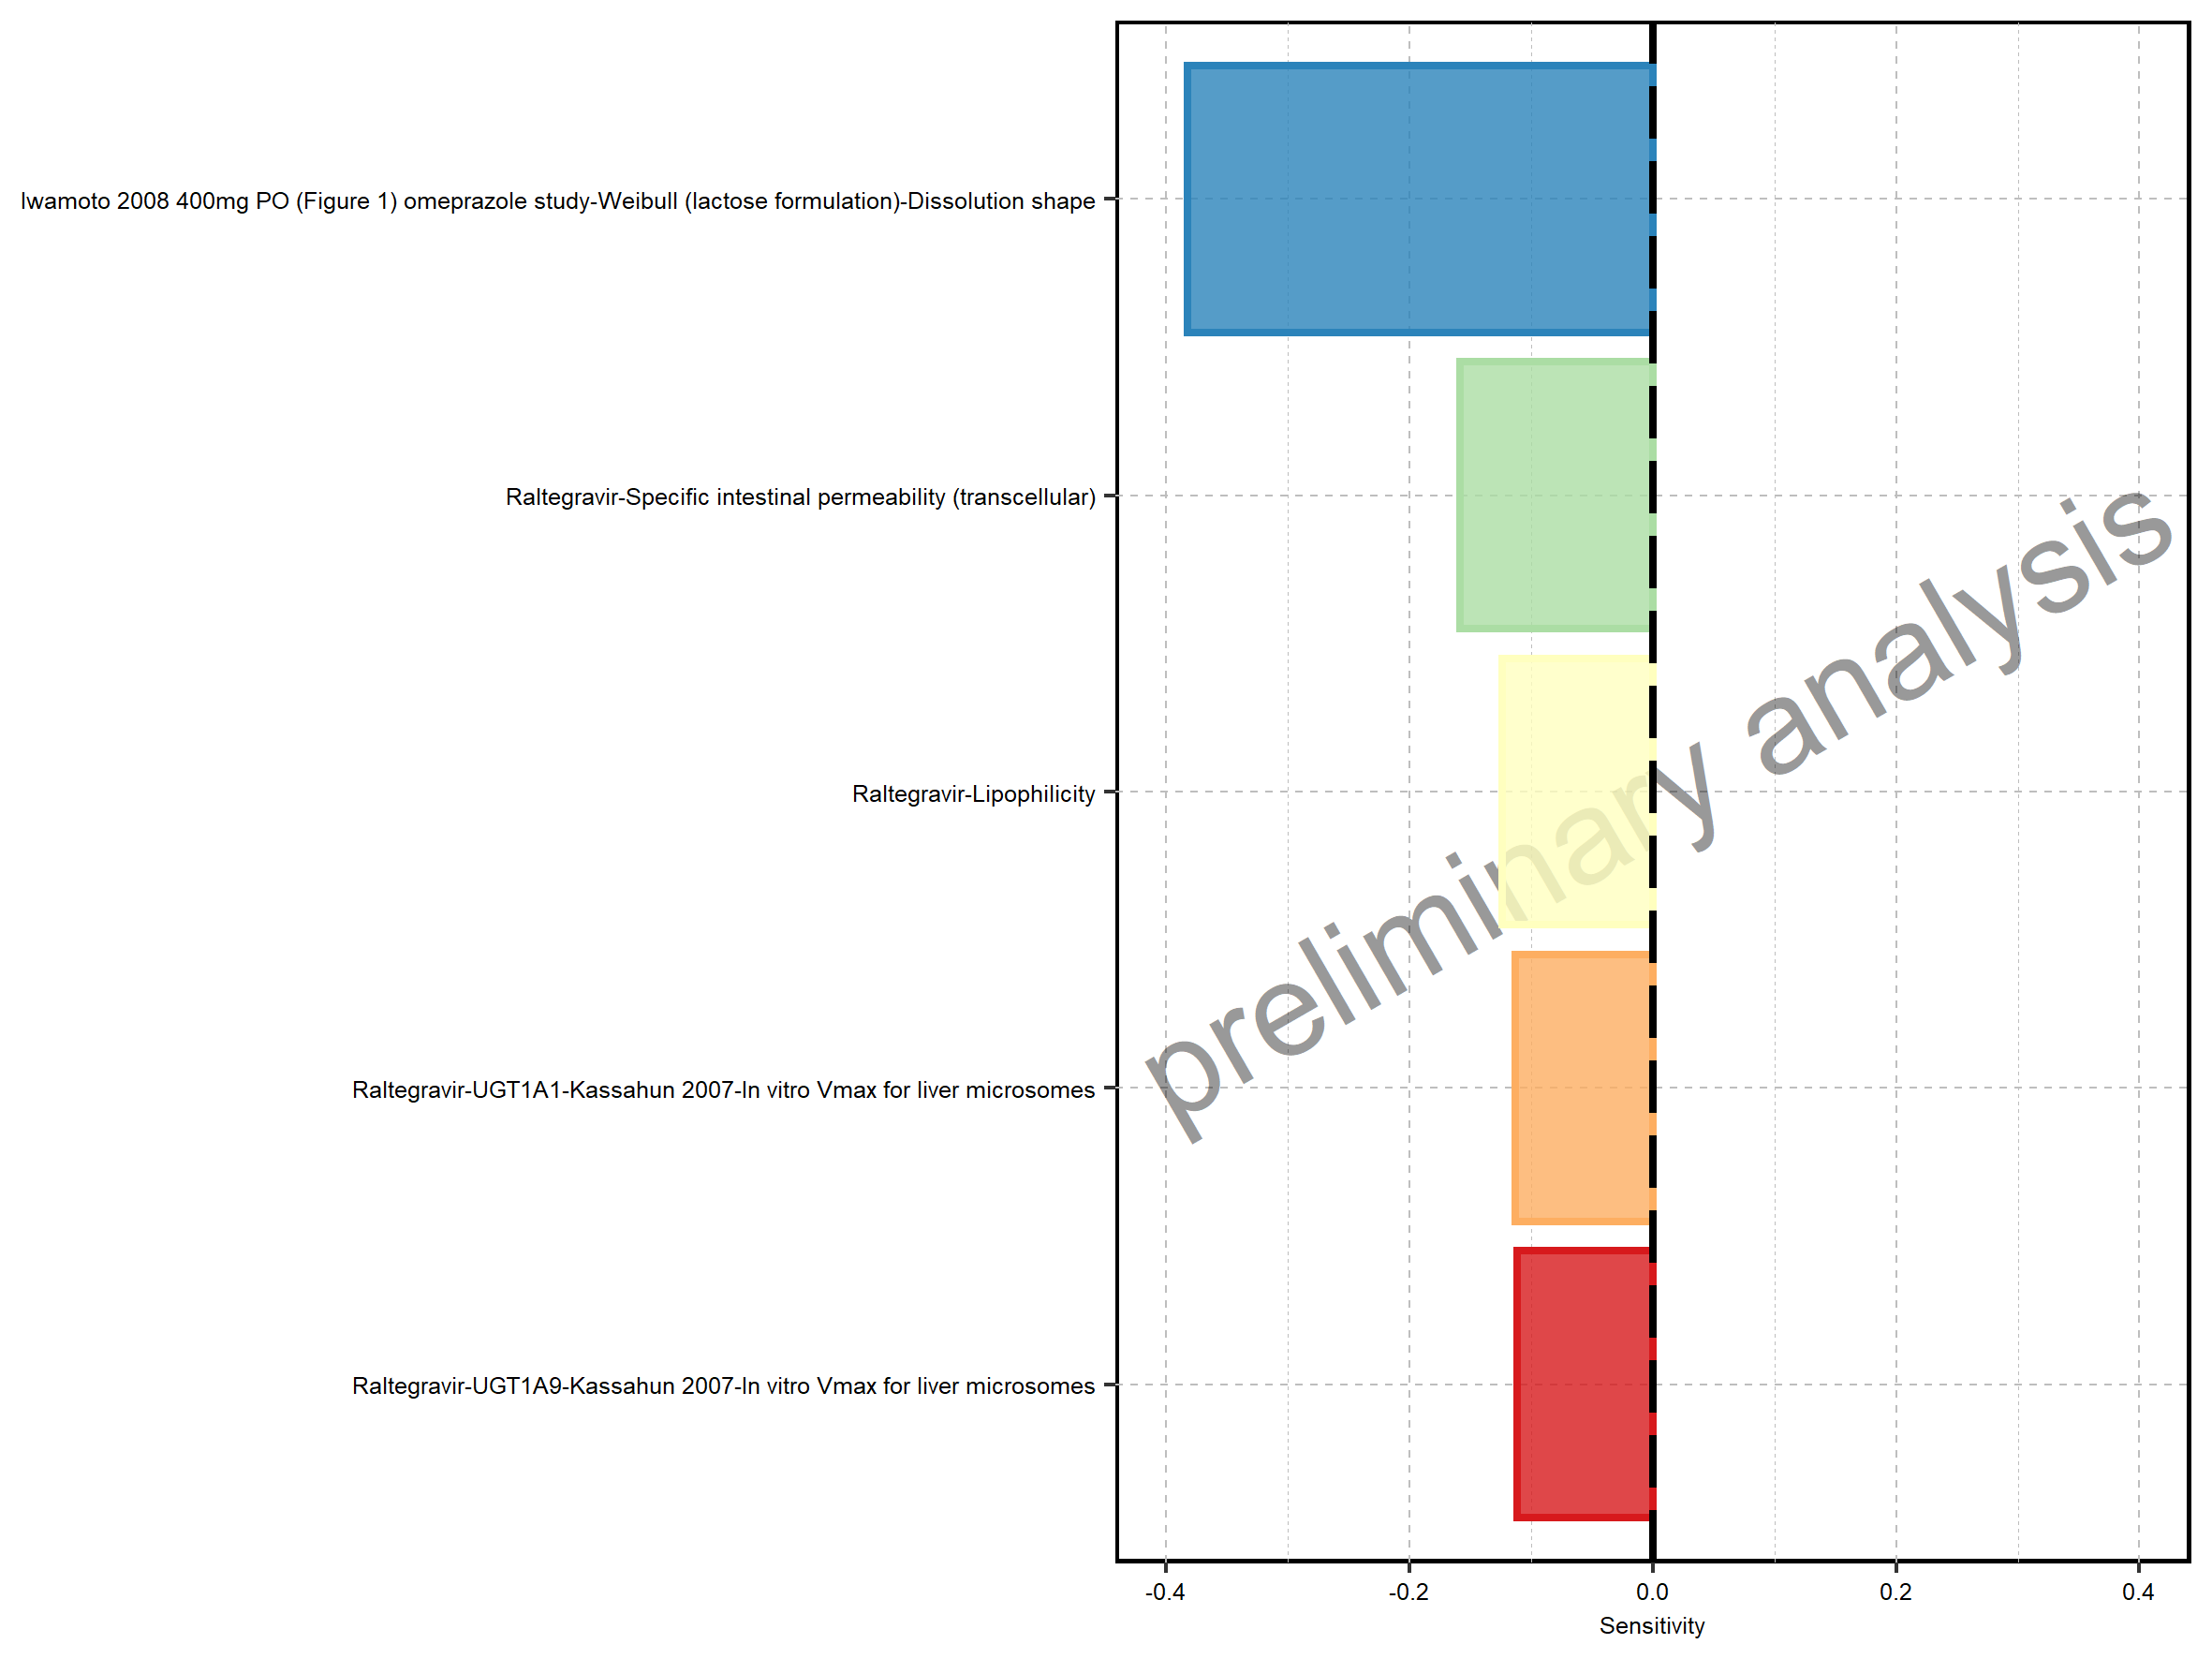 Iwamoto 2008 400mg PO (Figure 1) omeprazole study-Weibull (lactose formulation)-Dissolution shape
Raltegravir-Specific intestinal permeability (transcellular)
Raltegravir-Lipophilicity
Raltegravir-UGT1A1-Kassahun 2007-In vitro Vmax for liver microsomes
Raltegravir-UGT1A9-Kassahun 2007-In vitro Vmax for liver microsomes
preliminary analysis
-0.4 -0.2 0.0 0.2 0.4
Sensitivity